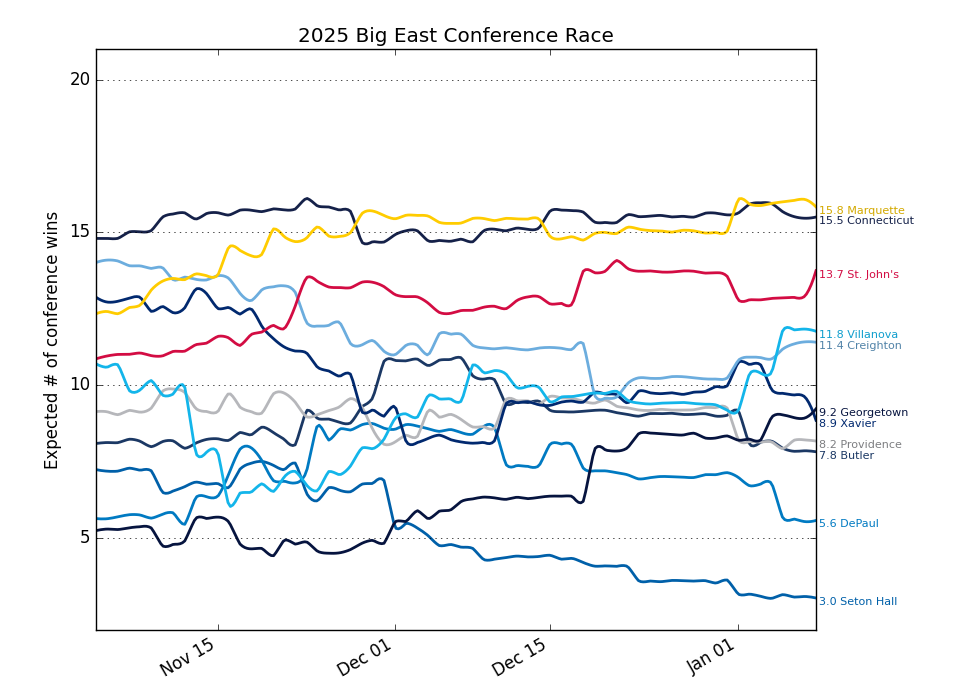 2025 Big East Conference Race
Expected # of conference wins
20
15
10
5
15.8 Marquette
15.5 Connecticut
13.7 St. John's
11.8 Villanova
11.4 Creighton
9.2 Georgetown
8.9 Xavier
8.2 Providence
7.8 Butler
5.6 DePaul
3.0 Seton Hall
Nov 15
Dec 01
Dec 15
Jan 01